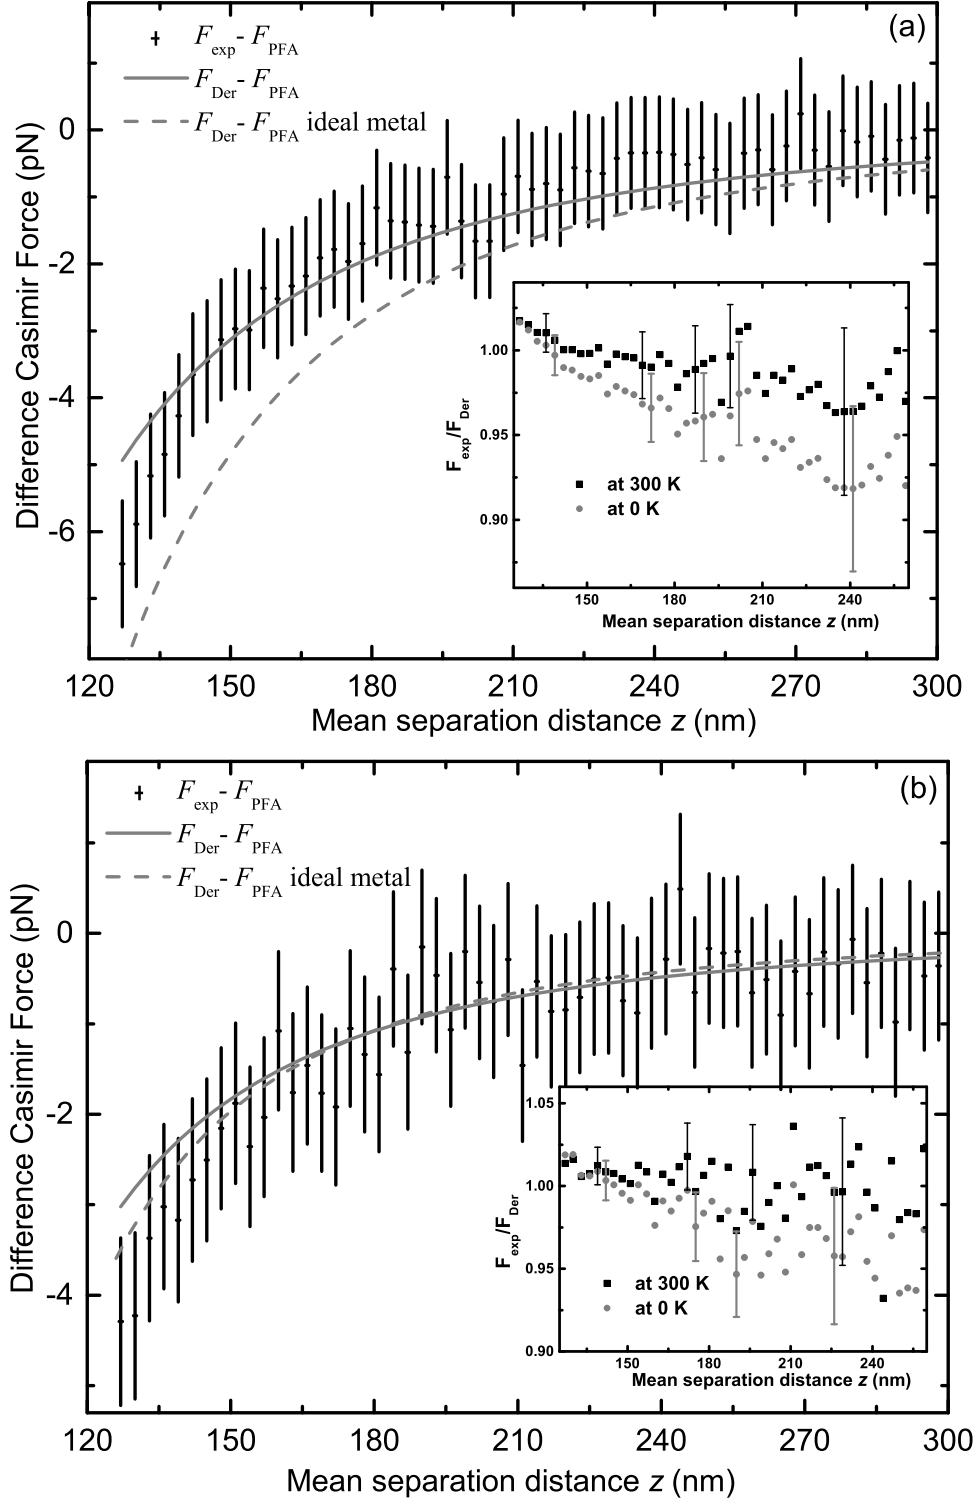 (a)
F_exp - F_PFA
F_Der - F_PFA
F_Der - F_PFA ideal metal
Difference Casimir Force (pN)
0
-2
-4
-6
120 150 180 210 240 270 300
Mean separation distance z (nm)
F_exp/F_Der
1.00
0.95
0.90
at 300 K
at 0 K
150 180 210 240
Mean separation distance z (nm)
(b)
F_exp - F_PFA
F_Der - F_PFA
F_Der - F_PFA ideal metal
Difference Casimir Force (pN)
0
-2
-4
120 150 180 210 240 270 300
Mean separation distance z (nm)
F_exp/F_Der
1.05
1.00
0.95
0.90
at 300 K
at 0 K
150 180 210 240
Mean separation distance z (nm)